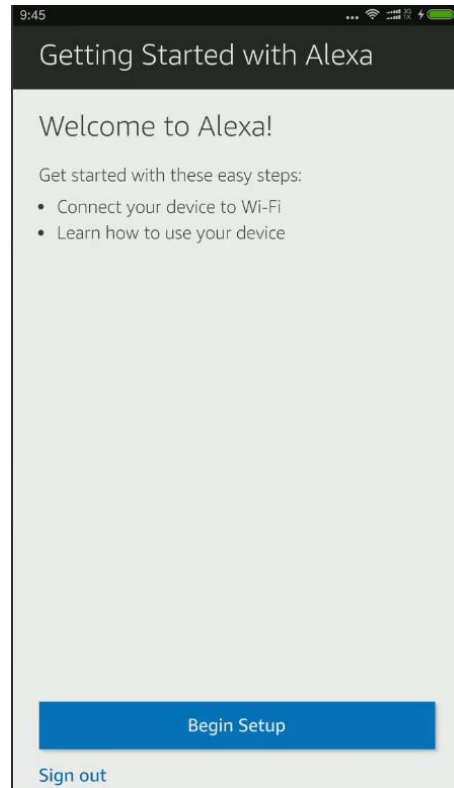 9:45
Getting Started with Alexa
Welcome to Alexa!
Get started with these easy steps:
• Connect your device to Wi-Fi
• Learn how to use your device
Begin Setup
Sign out